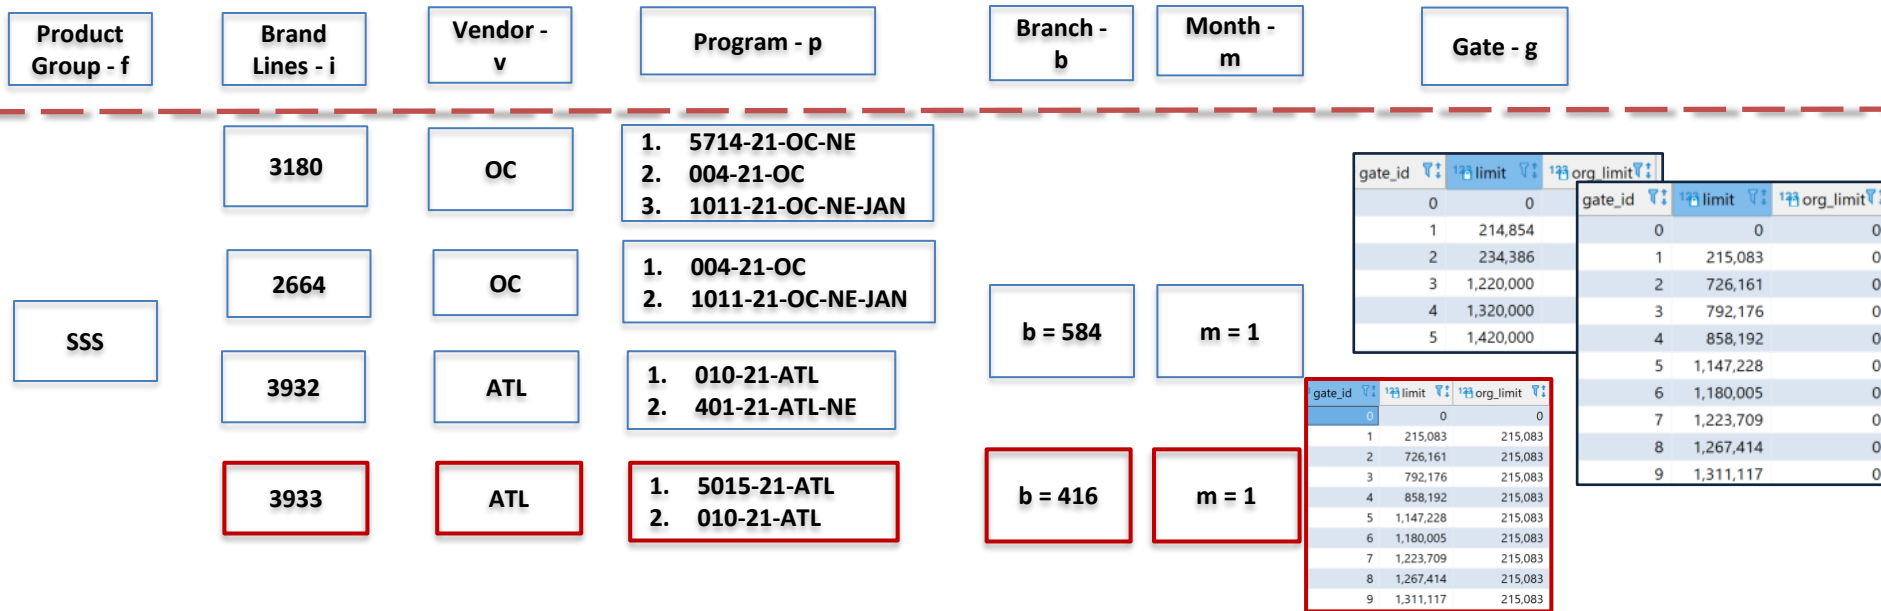 Product
Group - f
Brand
Lines - i
Vendor -
v
Program - p
Branch -
b
Month -
m
Gate - g
3180
OC
1. 5714-21-OC-NE
2. 004-21-OC
3. 1011-21-OC-NE-JAN
2664
OC
1. 004-21-OC
2. 1011-21-OC-NE-JAN
SSS
3932
ATL
1. 010-21-ATL
2. 401-21-ATL-NE
3933
ATL
1. 5015-21-ATL
2. 010-21-ATL
b = 584
m = 1
b = 416
m = 1
gate_id 123 limit 123 org_limit
0 0
1 214,854
2 234,386
3 1,220,000
4 1,320,000
5 1,420,000
gate_id 123 limit 123 org_limit
0 0 0
1 215,083 0
2 726,161 0
3 792,176 0
4 858,192 0
5 1,147,228 0
6 1,180,005 0
7 1,223,709 0
8 1,267,414 0
9 1,311,117 0
gate_id 123 limit 123 org_limit
0 0 0
1 215,083 215,083
2 726,161 215,083
3 792,176 215,083
4 858,192 215,083
5 1,147,228 215,083
6 1,180,005 215,083
7 1,223,709 215,083
8 1,267,414 215,083
9 1,311,117 215,083